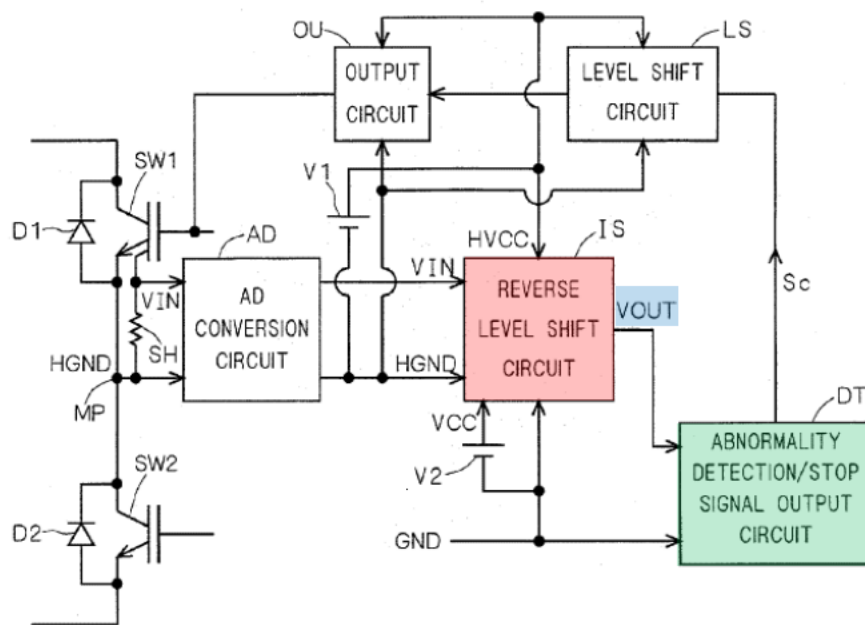 OU
LS
OUTPUT
CIRCUIT
LEVEL SHIFT
CIRCUIT
SW1
V1
D1
AD
HVCC
IS
VIN
VIN
AD
CONVERSION
CIRCUIT
REVERSE
LEVEL SHIFT
CIRCUIT
VOUT
Sc
SH
HGND
HGND
MP
VCC
DT
SW2
V2
ABNORMALITY
DETECTION/STOP
SIGNAL OUTPUT
CIRCUIT
D2
GND